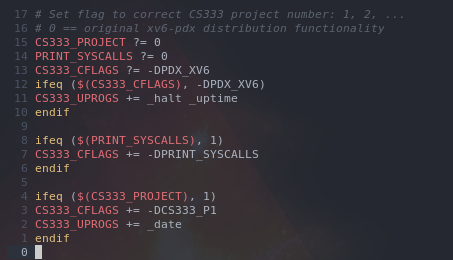 17 # Set flag to correct CS333 project number: 1, 2, ...
16 # 0 == original xv6-pdx distribution functionality
15 CS333_PROJECT ?= 0
14 PRINT_SYSCALLS ?= 0
13 CS333_CFLAGS ?= -DPDX_XV6
12 ifeq ($(CS333_CFLAGS), -DPDX_XV6)
11 CS333_UPROGS += _halt _uptime
10 endif
9
8 ifeq ($(PRINT_SYSCALLS), 1)
7 CS333_CFLAGS += -DPRINT_SYSCALLS
6 endif
5
4 ifeq ($(CS333_PROJECT), 1)
3 CS333_CFLAGS += -DCS333_P1
2 CS333_UPROGS += _date
1 endif
0